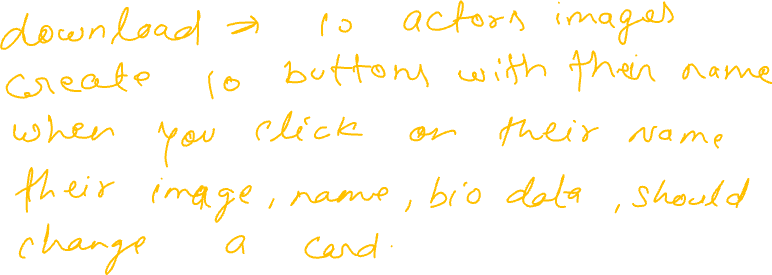 download → 10 actors images
create 10 buttons with their name
when you click on their name
their image, name, bio data, should
change a card.